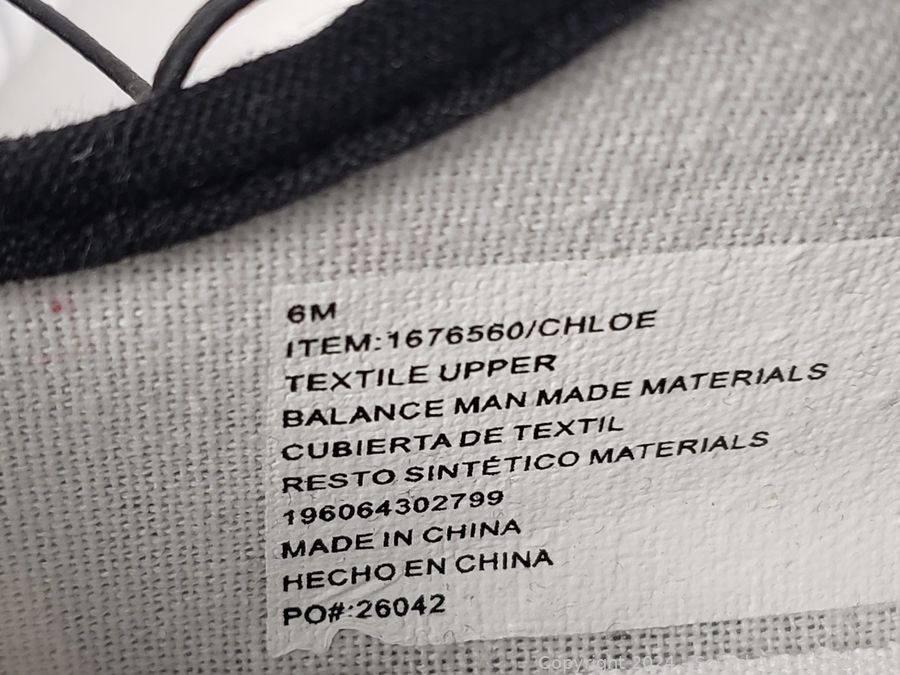 6M
ITEM:1676560/CHLOE
TEXTILE UPPER
BALANCE MAN MADE MATERIALS
CUBIERTA DE TEXTIL
RESTO SINTÉTICO MATERIALS
196064302799
MADE IN CHINA
HECHO EN CHINA
PO#:26042
Copyright 2024